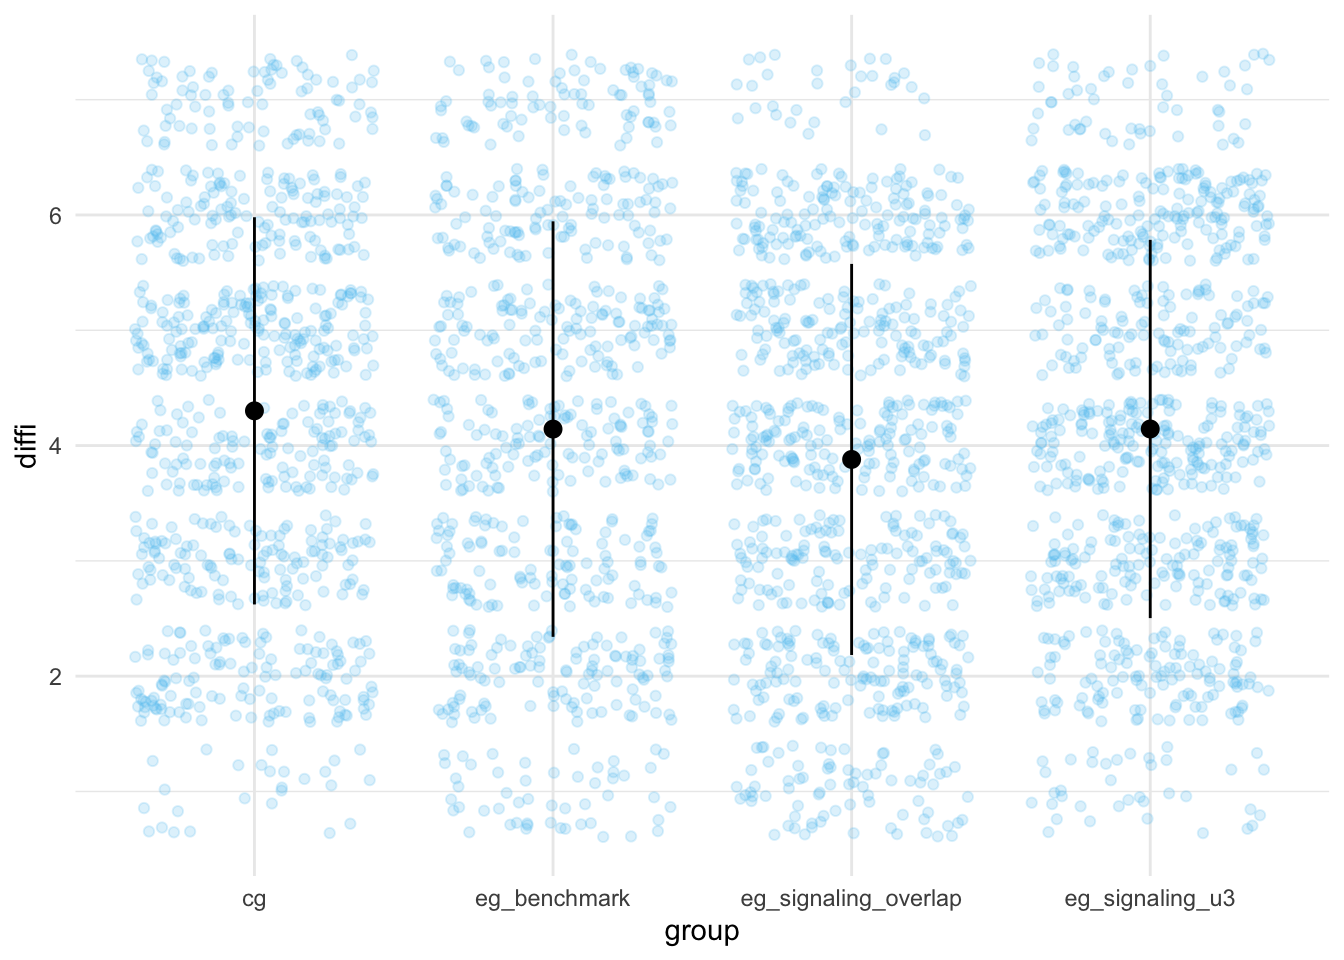 diffi
6
4
2
cg
eg_benchmark
eg_signaling_overlap
eg_signaling_u3
group